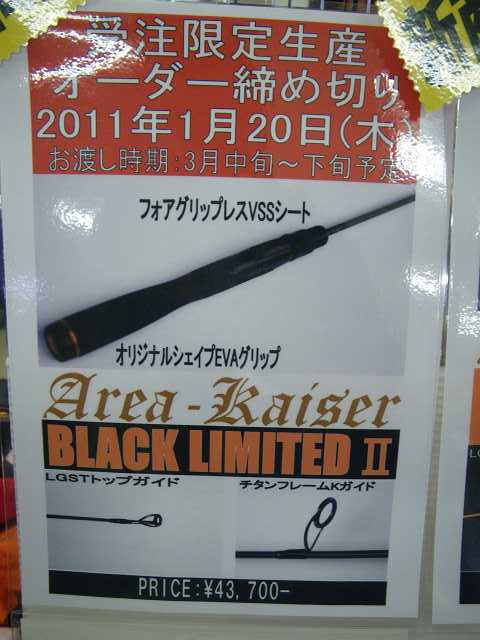 受注限定生産
オーダー締め切り
2011年1月20日(木)
お渡し時期:3月中旬～下旬予定
フォアグリップレスVSSシート
オリジナルシェイプEVAグリップ
Area-Kaiser
BLACK LIMITED II
LGSTトップガイド
チタンフレームKガイド
PRICE:¥43,700-